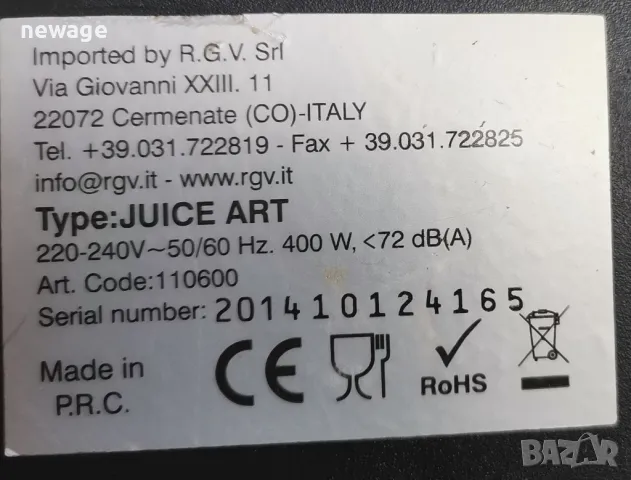 newage
Imported by R.G.V. Srl
Via Giovanni XXIII. 11
22072 Cermenate (CO)-ITALY
Tel. +39.031.722819 - Fax + 39.031.722825
info@rgv.it - www.rgv.it
Type:JUICE ART
220-240V~50/60 Hz. 400 W, <72 dB(A)
Art. Code:110600
Serial number: 201410124165
Made in
P.R.C.
CE
RoHS
BAZAR